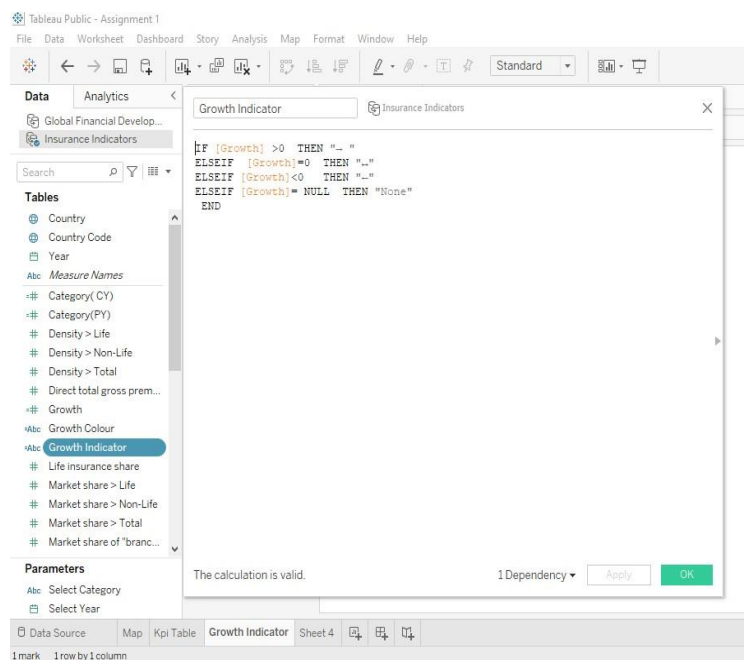 Tableau Public - Assignment 1
File Data Worksheet Dashboard Story Analysis Map Format Window Help
Standard
Data Analytics
Global Financial Develop...
Insurance Indicators
Search
Tables
Country
Country Code
Year
Abc Measure Names
Category( CY)
Category(PY)
Density > Life
Density > Non-Life
Density > Total
Direct total gross prem...
Growth
Abc Growth Colour
Abc Growth Indicator
Life insurance share
Market share > Life
Market share > Non-Life
Market share > Total
Market share of "branc...
Parameters
Abc Select Category
Select Year
Growth Indicator Insurance Indicators
IF [Growth] >0 THEN "→ "
ELSEIF [Growth]=0 THEN "↔"
ELSEIF [Growth]<0 THEN "←"
ELSEIF [Growth]= NULL THEN "None"
END
The calculation is valid. 1 Dependency Apply OK
Data Source Map Kpi Table Growth Indicator Sheet 4
1 mark 1 row by 1 column